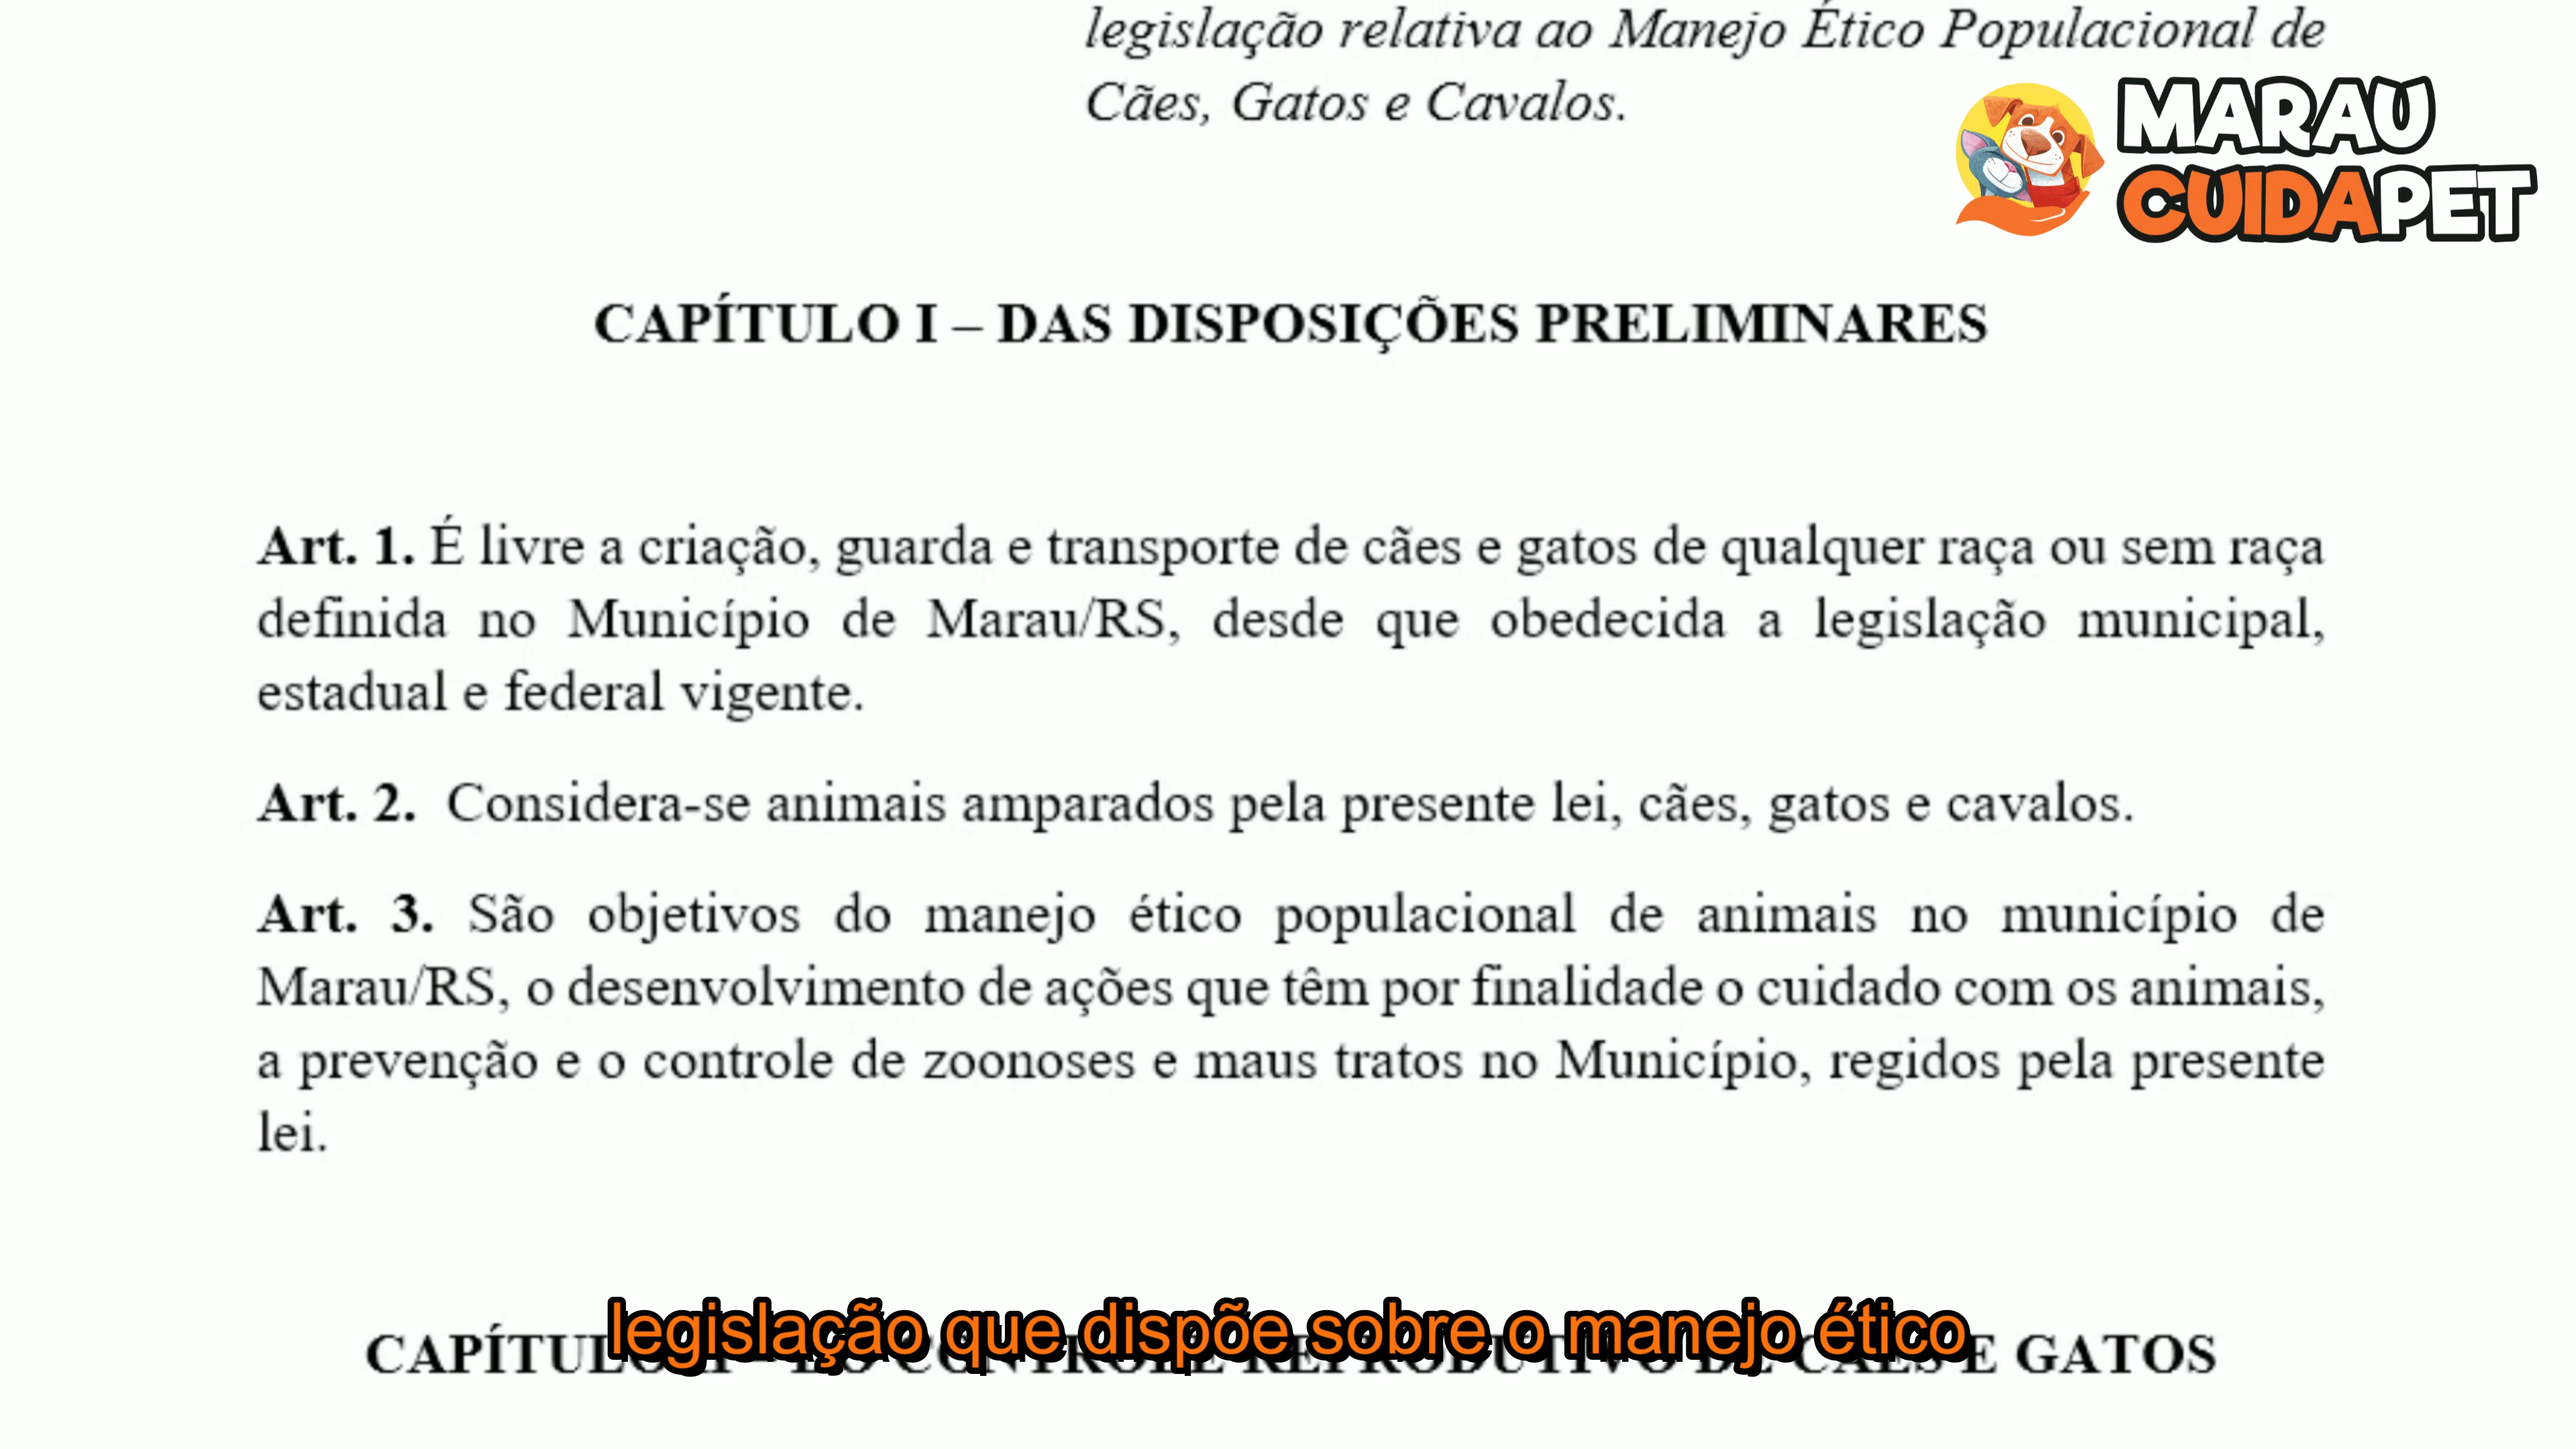 legislação relativa ao Manejo Ético Populacional de
Cães, Gatos e Cavalos.
MARAU
CUIDAPET
CAPÍTULO I – DAS DISPOSIÇÕES PRELIMINARES
Art. 1. É livre a criação, guarda e transporte de cães e gatos de qualquer raça ou sem raça
definida no Município de Marau/RS, desde que obedecida a legislação municipal,
estadual e federal vigente.
Art. 2. Considera-se animais amparados pela presente lei, cães, gatos e cavalos.
Art. 3. São objetivos do manejo ético populacional de animais no município de
Marau/RS, o desenvolvimento de ações que têm por finalidade o cuidado com os animais,
a prevenção e o controle de zoonoses e maus tratos no Município, regidos pela presente
lei.
legislação que dispõe sobre o manejo ético
CAPÍTULO CONTROLE REPRODUTIVO DE CÃES E GATOS